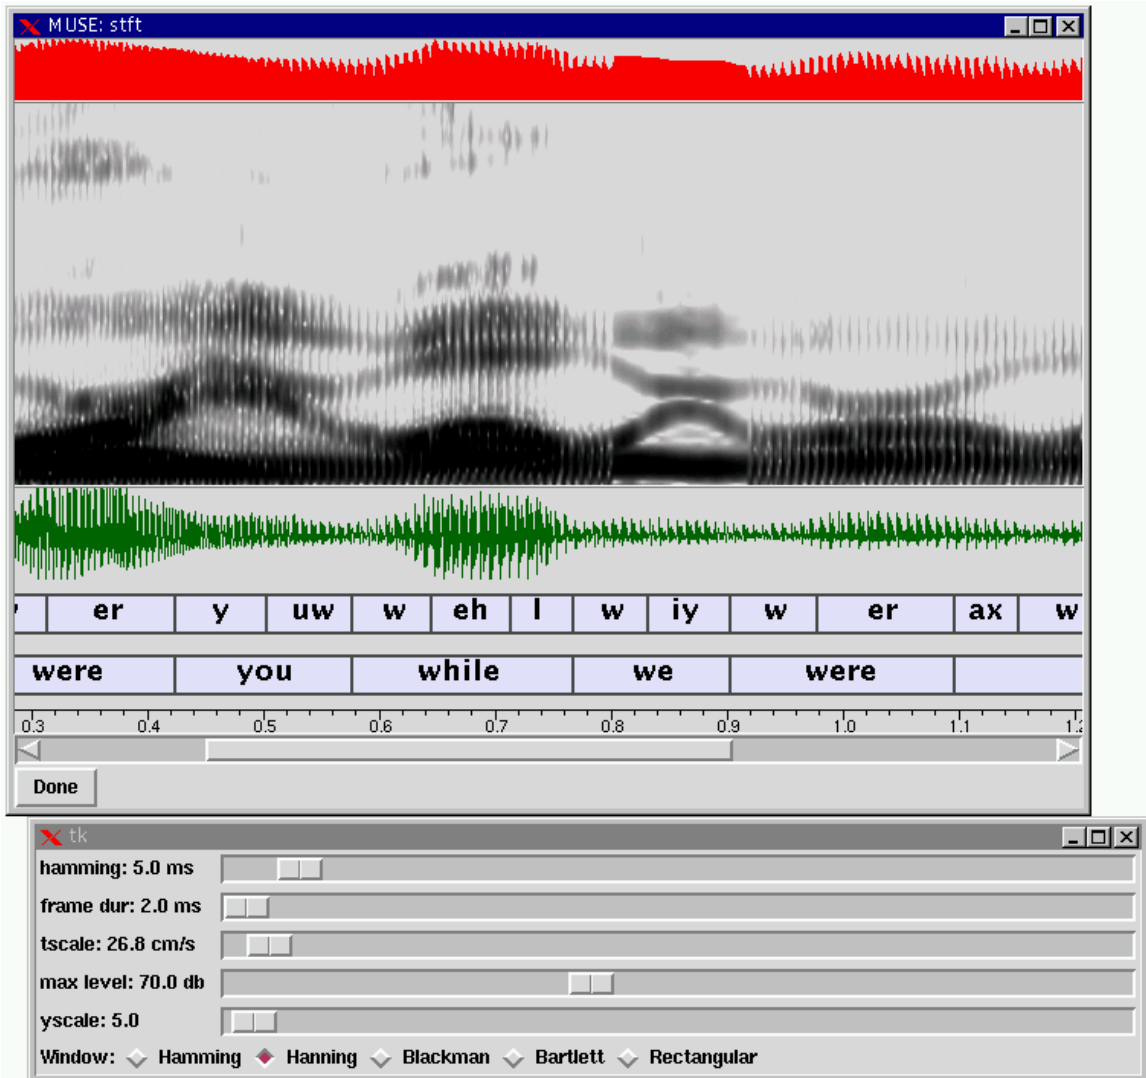 MUSE: stft
er y uw w eh l w iy w er ax w
were you while we were
0.3 0.4 0.5 0.6 0.7 0.8 0.9 1.0 1.1
Done
tk
hamming: 5.0 ms
frame dur: 2.0 ms
tscale: 26.8 cm/s
max level: 70.0 db
yscale: 5.0
Window: Hamming Hanning Blackman Bartlett Rectangular